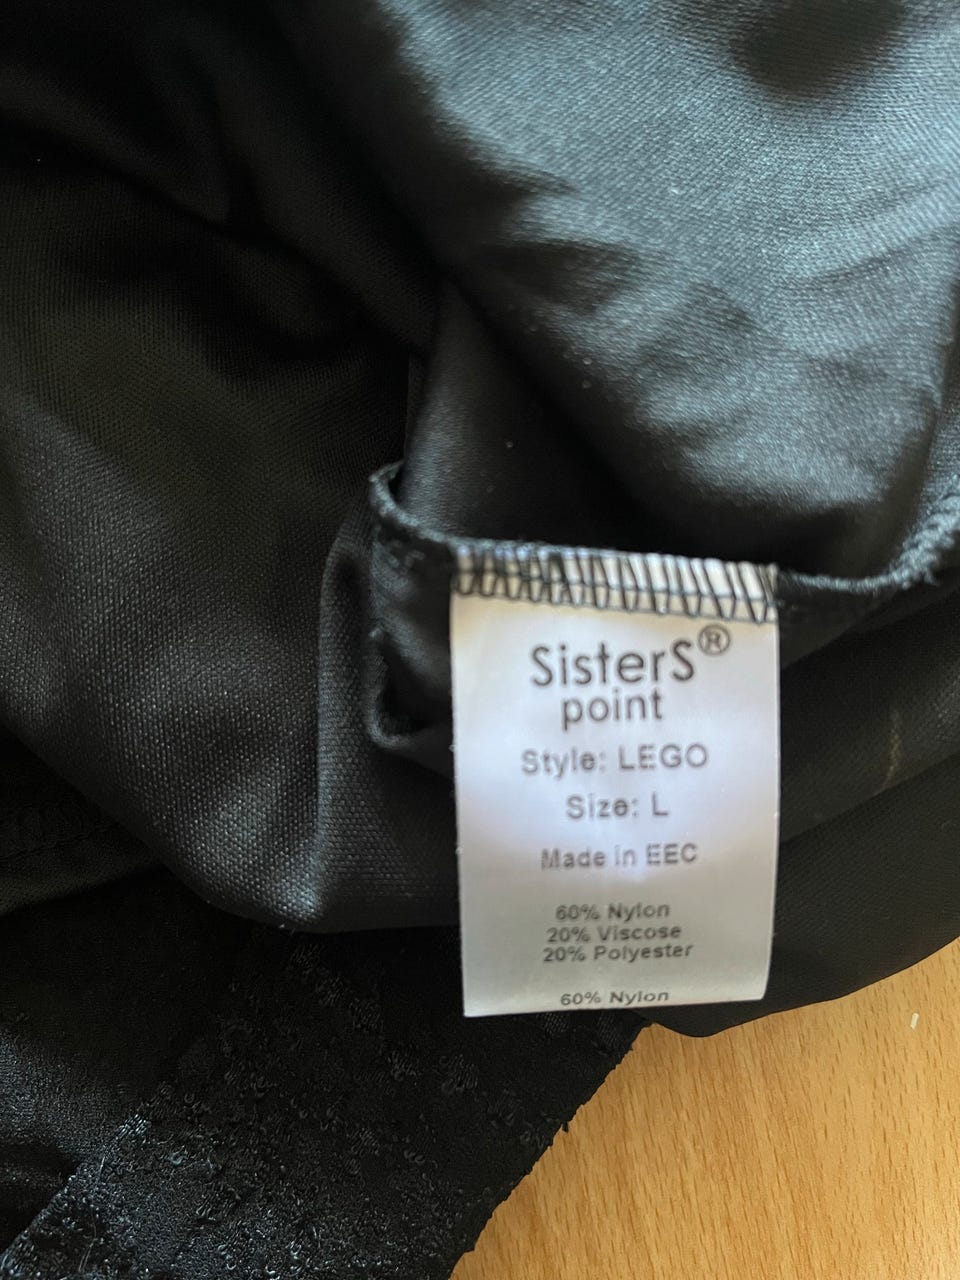 SisterS®
point
Style: LEGO
Size: L
Made in EEC
60% Nylon
20% Viscose
20% Polyester
60% Nylon